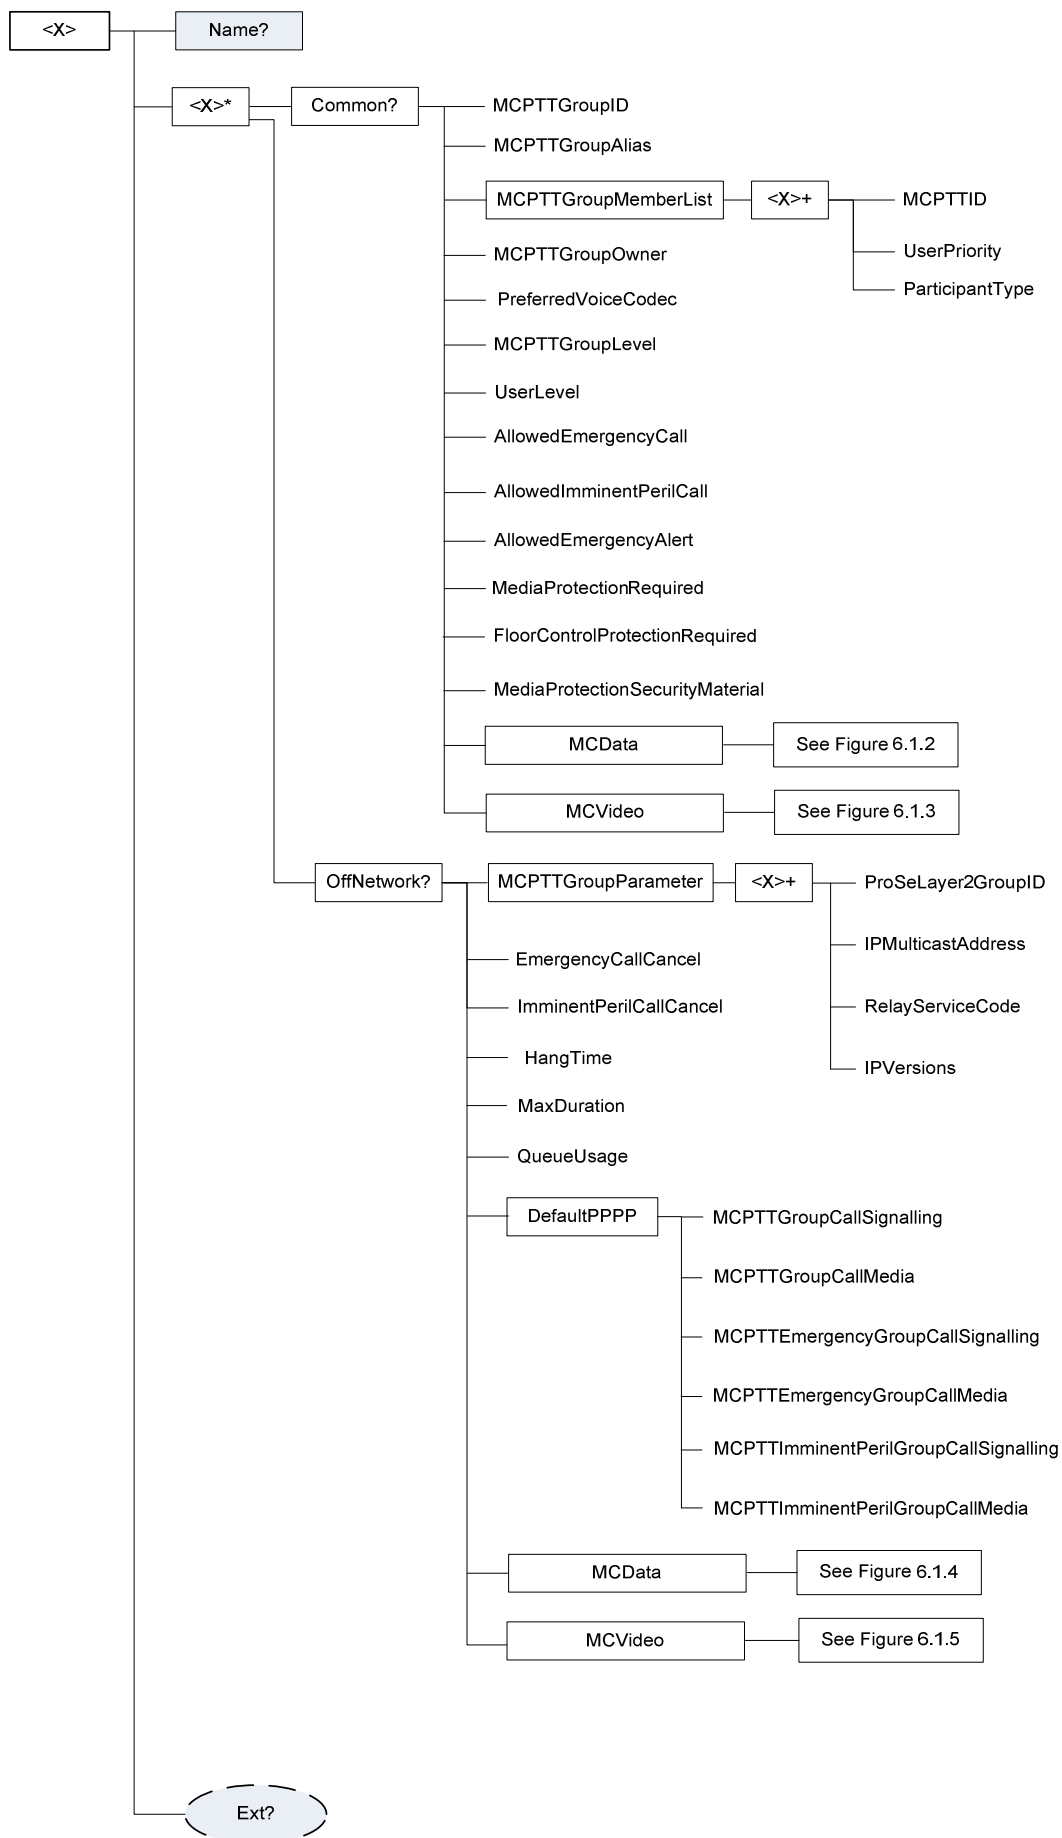 <X>
Name?
<X>*
Common?
MCPTTGroupID
MCPTTGroupAlias
MCPTTGroupMemberList
<X>+
MCPTTID
UserPriority
ParticipantType
MCPTTGroupOwner
PreferredVoiceCodec
MCPTTGroupLevel
UserLevel
AllowedEmergencyCall
AllowedImminentPerilCall
AllowedEmergencyAlert
MediaProtectionRequired
FloorControlProtectionRequired
MediaProtectionSecurityMaterial
MCData
See Figure 6.1.2
MCVideo
See Figure 6.1.3
OffNetwork?
MCPTTGroupParameter
<X>+
ProSeLayer2GroupID
IPMulticastAddress
RelayServiceCode
IPVersions
EmergencyCallCancel
ImminentPerilCallCancel
HangTime
MaxDuration
QueueUsage
DefaultPPPP
MCPTTGroupCallSignalling
MCPTTGroupCallMedia
MCPTTEmergencyGroupCallSignalling
MCPTTEmergencyGroupCallMedia
MCPTTImminentPerilGroupCallSignalling
MCPTTImminentPerilGroupCallMedia
MCData
See Figure 6.1.4
MCVideo
See Figure 6.1.5
Ext?